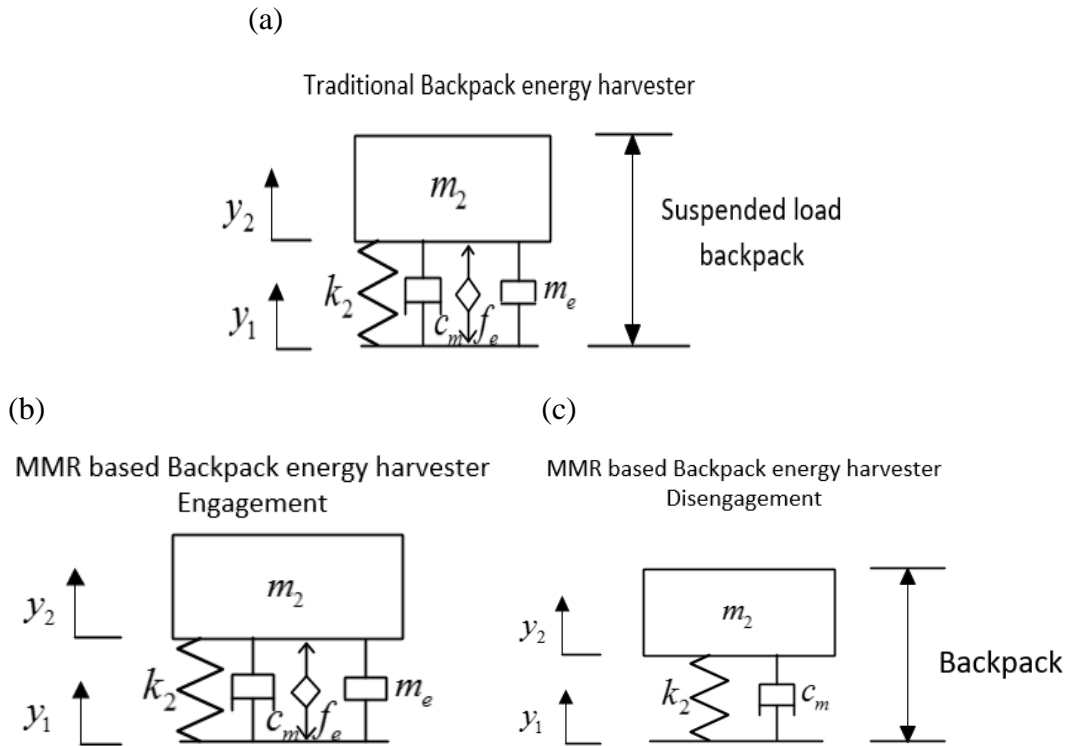 (a)
Traditional Backpack energy harvester
m₂
y₂
Suspended load
backpack
k₂
mₑ
y₁
cₘ fₑ
(b)
(c)
MMR based Backpack energy harvester
Engagement
MMR based Backpack energy harvester
Disengagement
m₂
y₂
k₂
mₑ
y₁
cₘ fₑ
m₂
y₂
Backpack
k₂
cₘ
y₁